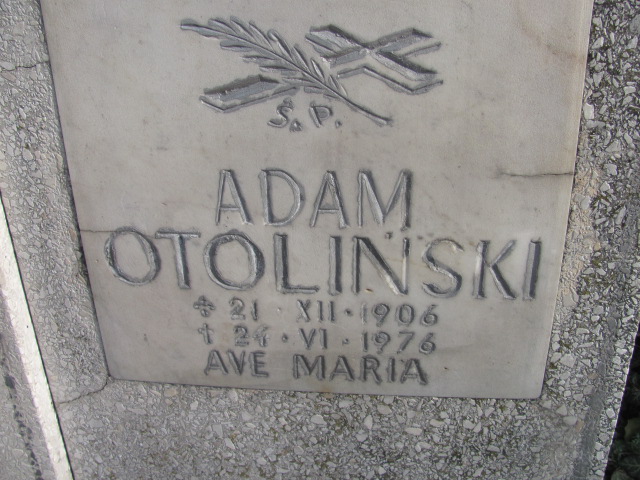 Ś.P.
ADAM
OTOLIŃSKI
✢ 21 · XII · 1906
† 24 · VI · 1976
AVE MARIA